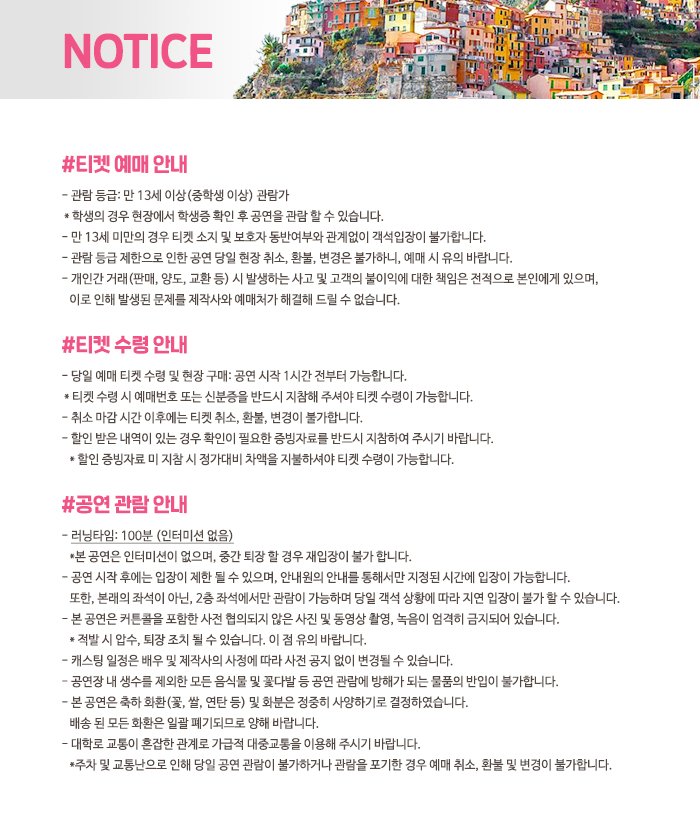 NOTICE
#티켓 예매 안내
- 관람 등급: 만 13세 이상(중학생 이상) 관람가
* 학생의 경우 현장에서 학생증 확인 후 공연을 관람 할 수 있습니다.
- 만 13세 미만의 경우 티켓 소지 및 보호자 동반여부와 관계없이 객석입장이 불가합니다.
- 관람 등급 제한으로 인한 공연 당일 현장 취소, 환불, 변경은 불가하니, 예매 시 유의 바랍니다.
- 개인간 거래(판매, 양도, 교환 등) 시 발생하는 사고 및 고객의 불이익에 대한 책임은 전적으로 본인에게 있으며,
이로 인해 발생된 문제를 제작사와 예매처가 해결해 드릴 수 없습니다.
#티켓 수령 안내
- 당일 예매 티켓 수령 및 현장 구매: 공연 시작 1시간 전부터 가능합니다.
* 티켓 수령 시 예매번호 또는 신분증을 반드시 지참해 주셔야 티켓 수령이 가능합니다.
- 취소 마감 시간 이후에는 티켓 취소, 환불, 변경이 불가합니다.
- 할인 받은 내역이 있는 경우 확인이 필요한 증빙자료를 반드시 지참하여 주시기 바랍니다.
* 할인 증빙자료 미 지참 시 정가대비 차액을 지불하셔야 티켓 수령이 가능합니다.
#공연 관람 안내
- 러닝타임: 100분 (인터미션 없음)
*본 공연은 인터미션이 없으며, 중간 퇴장 할 경우 재입장이 불가 합니다.
- 공연 시작 후에는 입장이 제한 될 수 있으며, 안내원의 안내를 통해서만 지정된 시간에 입장이 가능합니다.
또한, 본래의 좌석이 아닌, 2층 좌석에서만 관람이 가능하며 당일 객석 상황에 따라 지연 입장이 불가 할 수 있습니다.
- 본 공연은 커튼콜을 포함한 사전 협의되지 않은 사진 및 동영상 촬영, 녹음이 엄격히 금지되어 있습니다.
* 적발 시 압수, 퇴장 조치 될 수 있습니다. 이 점 유의 바랍니다.
- 캐스팅 일정은 배우 및 제작사의 사정에 따라 사전 공지 없이 변경될 수 있습니다.
- 공연장 내 생수를 제외한 모든 음식물 및 꽃다발 등 공연 관람에 방해가 되는 물품의 반입이 불가합니다.
- 본 공연은 축하 화환(꽃, 쌀, 연탄 등) 및 화분은 정중히 사양하기로 결정하였습니다.
배송 된 모든 화환은 일괄 폐기되므로 양해 바랍니다.
- 대학로 교통이 혼잡한 관계로 가급적 대중교통을 이용해 주시기 바랍니다.
*주차 및 교통난으로 인해 당일 공연 관람이 불가하거나 관람을 포기한 경우 예매 취소, 환불 및 변경이 불가합니다.